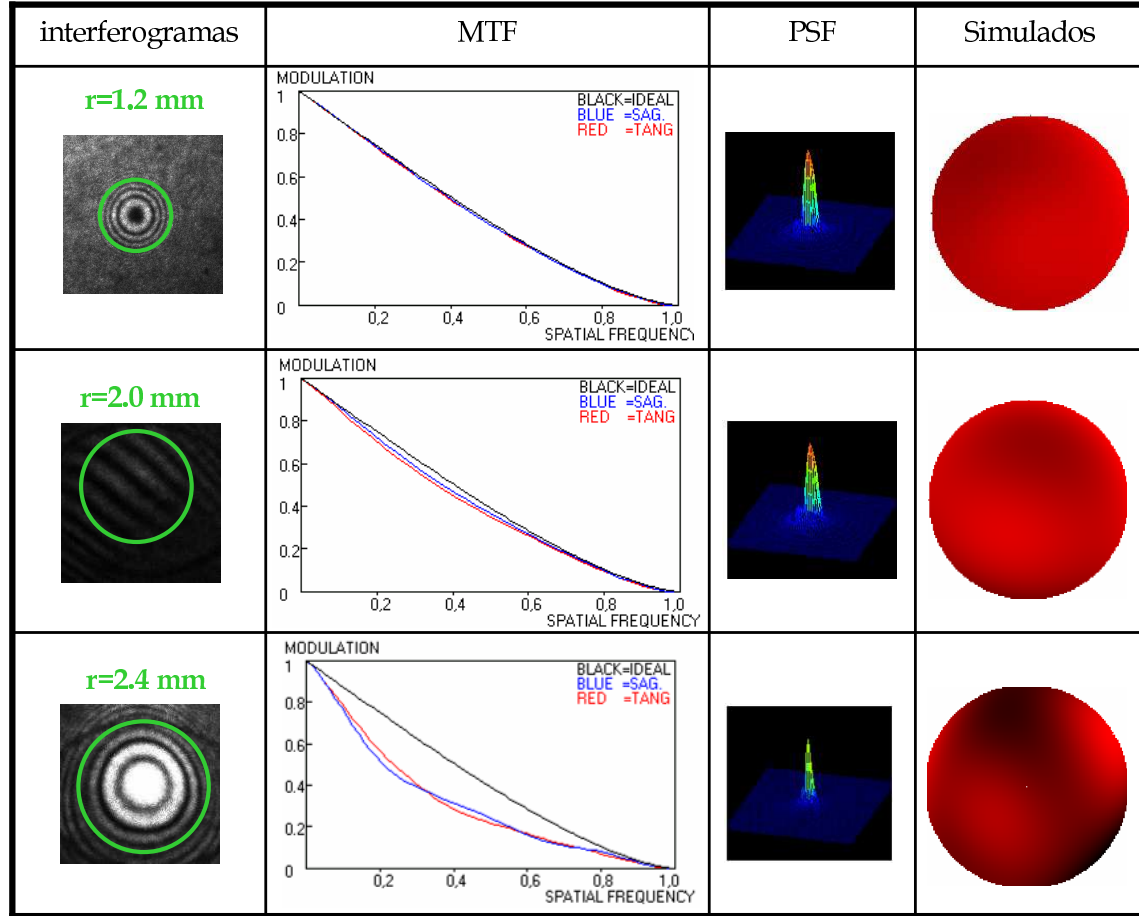 interferogramas MTF PSF Simulados
r=1.2 mm
MODULATION
BLACK=IDEAL
BLUE =SAG.
RED =TANG
1
0.8
0.6
0.4
0.2
0
0,2 0,4 0,6 0,8 1,0
SPATIAL FREQUENCY
r=2.0 mm
MODULATION
BLACK=IDEAL
BLUE =SAG.
RED =TANG
1
0.8
0.6
0.4
0.2
0
0,2 0,4 0,6 0,8 1,0
SPATIAL FREQUENCY
r=2.4 mm
MODULATION
BLACK=IDEAL
BLUE =SAG.
RED =TANG
1
0.8
0.6
0.4
0.2
0
0,2 0,4 0,6 0,8 1,0
SPATIAL FREQUENCY